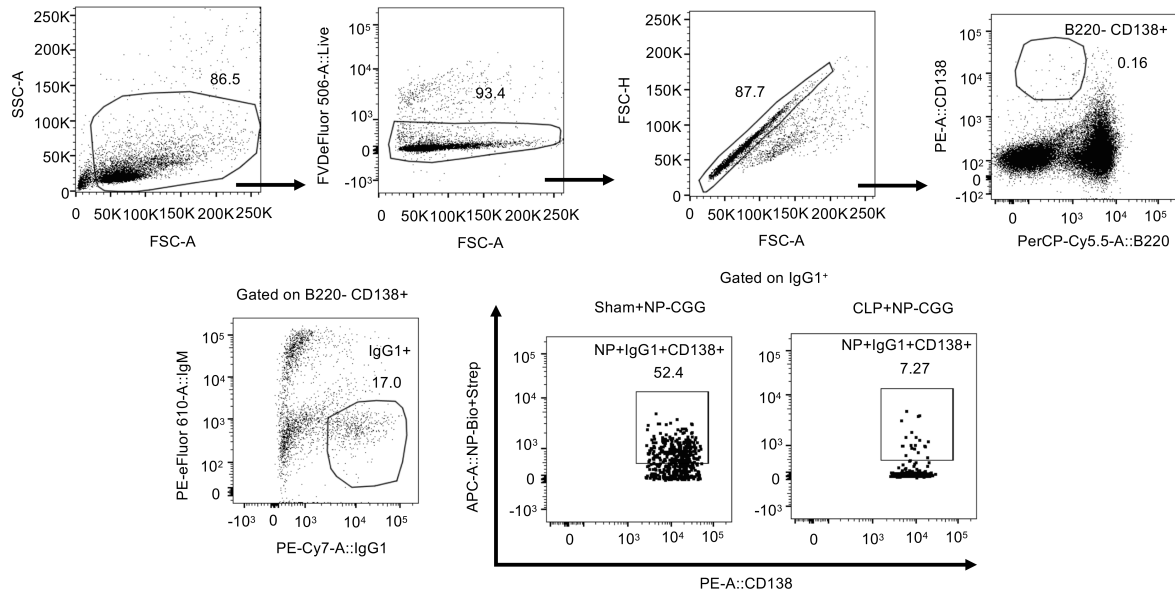 250K
200K
150K
100K
50K
0
SSC-A
86.5
0 50K 100K 150K 200K 250K
FSC-A
10⁵
10⁴
10³
0
-10³
FVDeFluor 506-A::Live
93.4
0 50K 100K 150K 200K 250K
FSC-A
250K
200K
150K
100K
50K
0
FSC-H
87.7
0 50K 100K 150K 200K 250K
FSC-A
B220- CD138+
0.16
10⁵
10⁴
10³
10²
0
-10²
PE-A::CD138
0 10³ 10⁴ 10⁵
PerCP-Cy5.5-A::B220
Gated on B220- CD138+
10⁵
10⁴
10³
10²
0
PE-eFluor 610-A::IgM
IgG1+
17.0
-10³ 0 10³ 10⁴ 10⁵
PE-Cy7-A::IgG1
Gated on IgG1⁺
Sham+NP-CGG
CLP+NP-CGG
APC-A::NP-Bio+Strep
NP+IgG1+CD138+
52.4
10⁵
10⁴
10³
0
-10³
0 10³ 10⁴ 10⁵
NP+IgG1+CD138+
7.27
10⁵
10⁴
10³
0
-10³
0 10³ 10⁴ 10⁵
PE-A::CD138